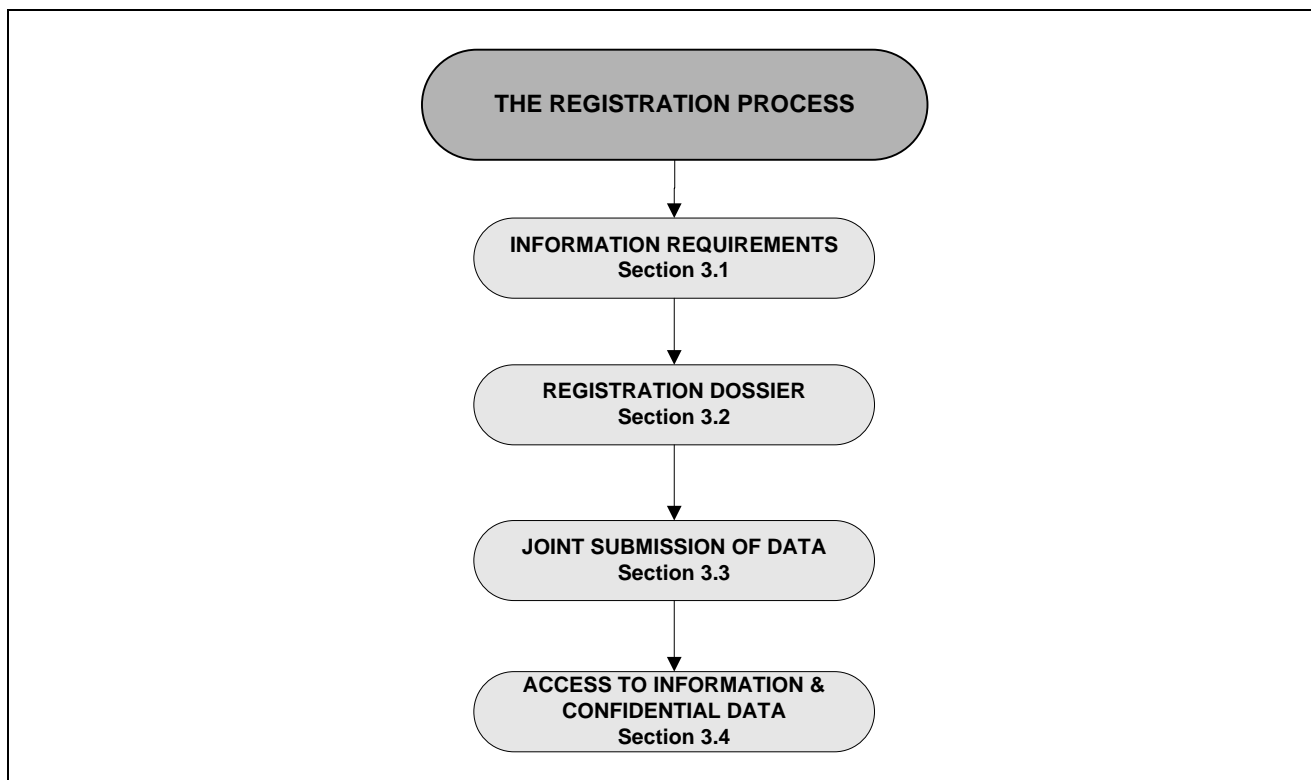 THE REGISTRATION PROCESS
INFORMATION REQUIREMENTS
Section 3.1
REGISTRATION DOSSIER
Section 3.2
JOINT SUBMISSION OF DATA
Section 3.3
ACCESS TO INFORMATION &
CONFIDENTIAL DATA
Section 3.4